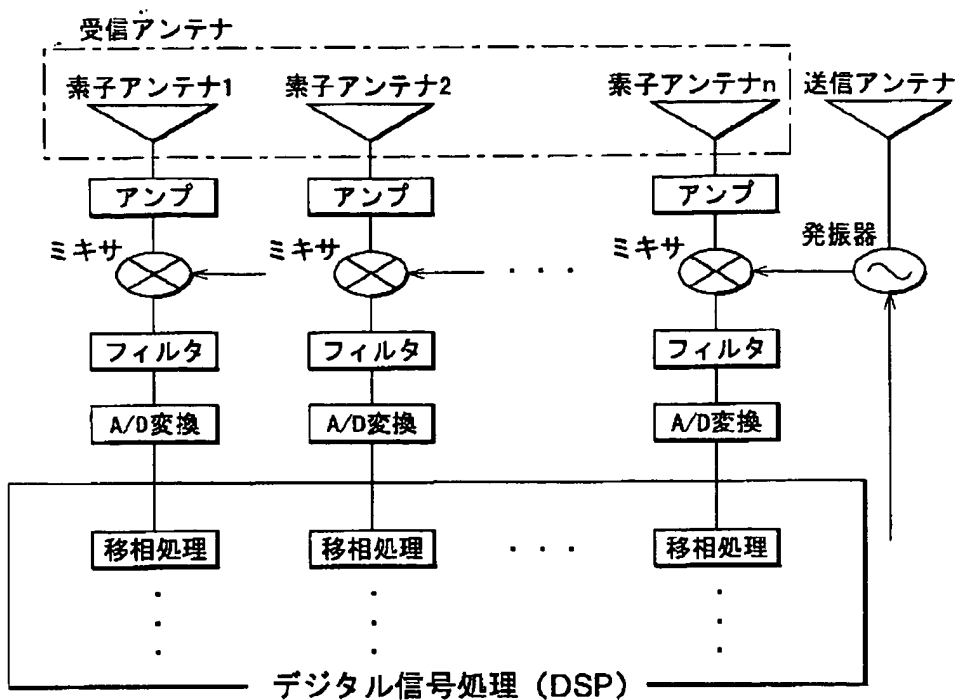 受信アンテナ
素子アンテナ1 素子アンテナ2 素子アンテナn 送信アンテナ
アンプ アンプ アンプ
発振器
ミキサ ミキサ ・・・ ミキサ
フィルタ フィルタ フィルタ
A/D変換 A/D変換 A/D変換
移相処理 移相処理 ・・・ 移相処理
デジタル信号処理(DSP)